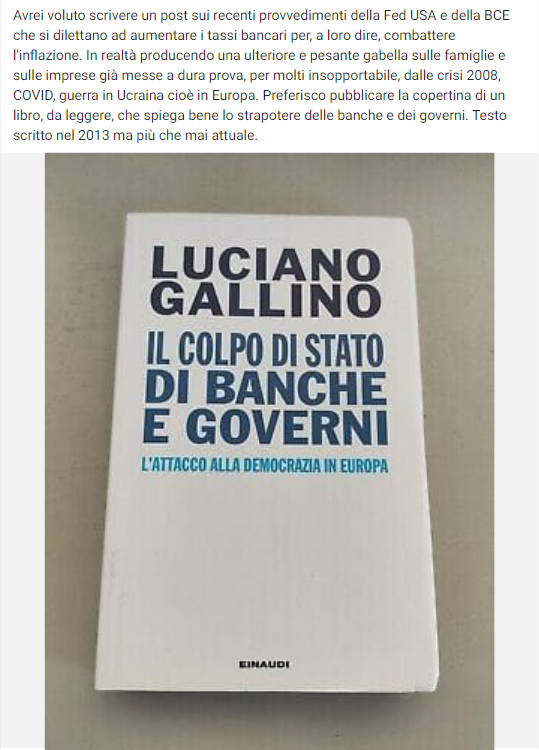 Avrei voluto scrivere un post sui recenti provvedimenti della Fed USA e della BCE
che si dilettano ad aumentare i tassi bancari per, a loro dire, combattere
l'inflazione. In realtà producendo una ulteriore e pesante gabella sulle famiglie e
sulle imprese già messe a dura prova, per molti insopportabile, dalle crisi 2008,
COVID, guerra in Ucraina cioè in Europa. Preferisco pubblicare la copertina di un
libro, da leggere, che spiega bene lo strapotere delle banche e dei governi. Testo
scritto nel 2013 ma più che mai attuale.
LUCIANO
GALLINO
IL COLPO DI STATO
DI BANCHE
E GOVERNI
L'ATTACCO ALLA DEMOCRAZIA IN EUROPA
EINAUDI